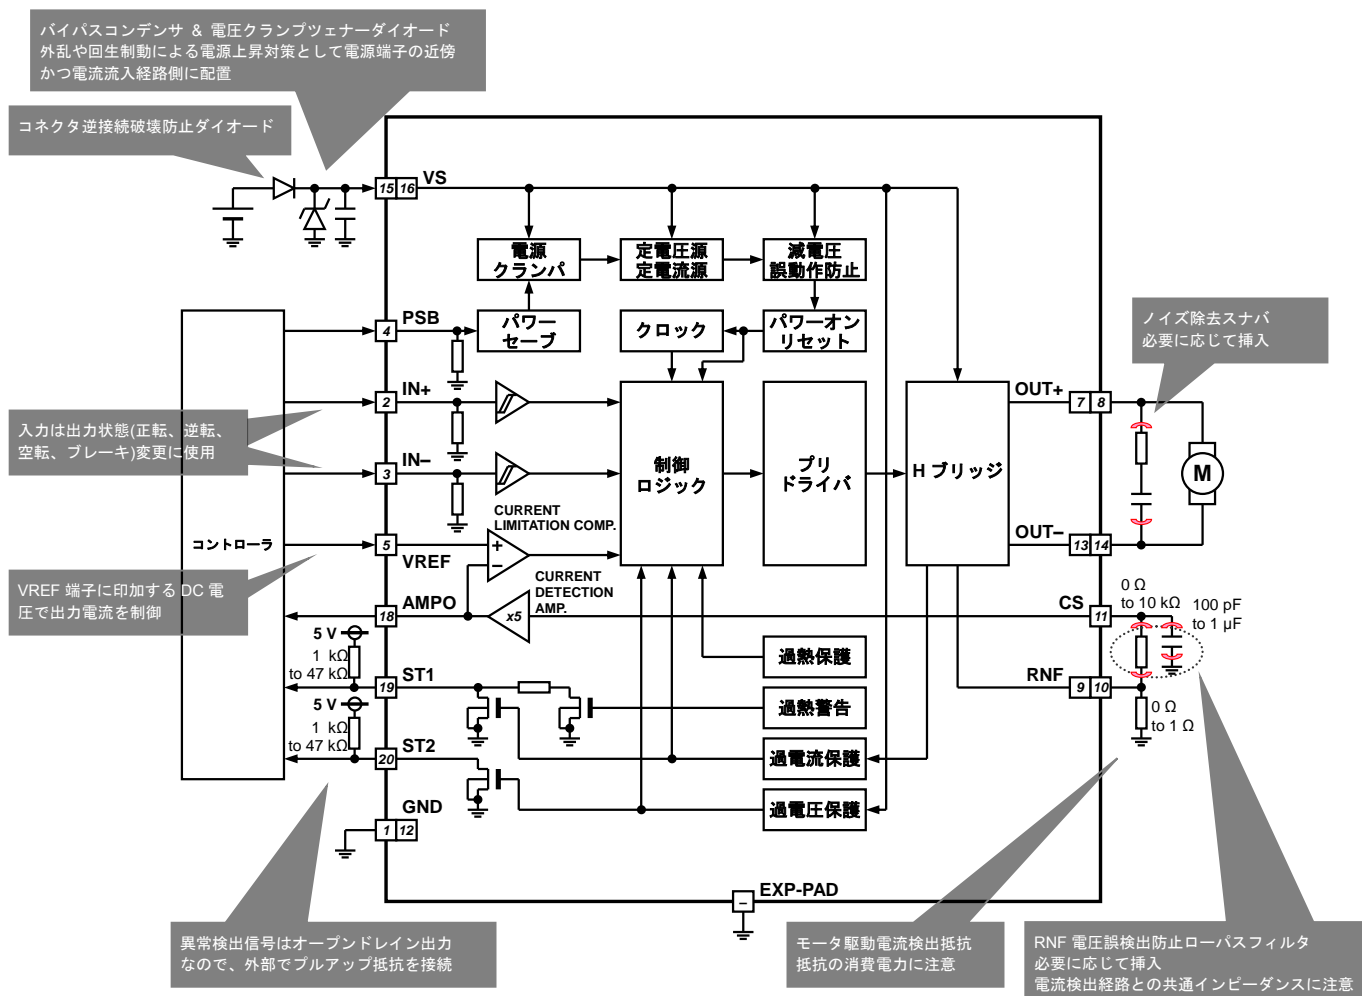 バイパスコンデンサ & 電圧クランプツェナーダイオード
外乱や回生制動による電源上昇対策として電源端子の近傍
かつ電流流入経路側に配置
コネクタ逆接続破壊防止ダイオード
15 16 VS
電源
クランパ
定電圧源
定電流源
減電圧
誤動作防止
4 PSB
パワー
セーブ
クロック
パワーオン
リセット
ノイズ除去スナバ
必要に応じて挿入
2 IN+
OUT+ 7 8
入力は出力状態(正転、逆転、
空転、ブレーキ)変更に使用
3 IN–
制御
ロジック
プリ
ドライバ
H ブリッジ
M
CURRENT
LIMITATION COMP.
コントローラ
5 VREF
+
–
OUT– 13 14
VREF 端子に印加する DC 電
圧で出力電流を制御
CURRENT
DETECTION
AMP.
18 AMPO
x5
CS 11
0 Ω
to 10 kΩ
100 pF
to 1 µF
5 V
1 kΩ
to 47 kΩ
過熱保護
19 ST1
RNF 9 10
過熱警告
5 V
1 kΩ
to 47 kΩ
0 Ω
to 1 Ω
20 ST2
過電流保護
過電圧保護
GND
1 12
EXP-PAD
–
異常検出信号はオープンドレイン出力
なので、外部でプルアップ抵抗を接続
モータ駆動電流検出抵抗
抵抗の消費電力に注意
RNF 電圧誤検出防止ローパスフィルタ
必要に応じて挿入
電流検出経路との共通インピーダンスに注意